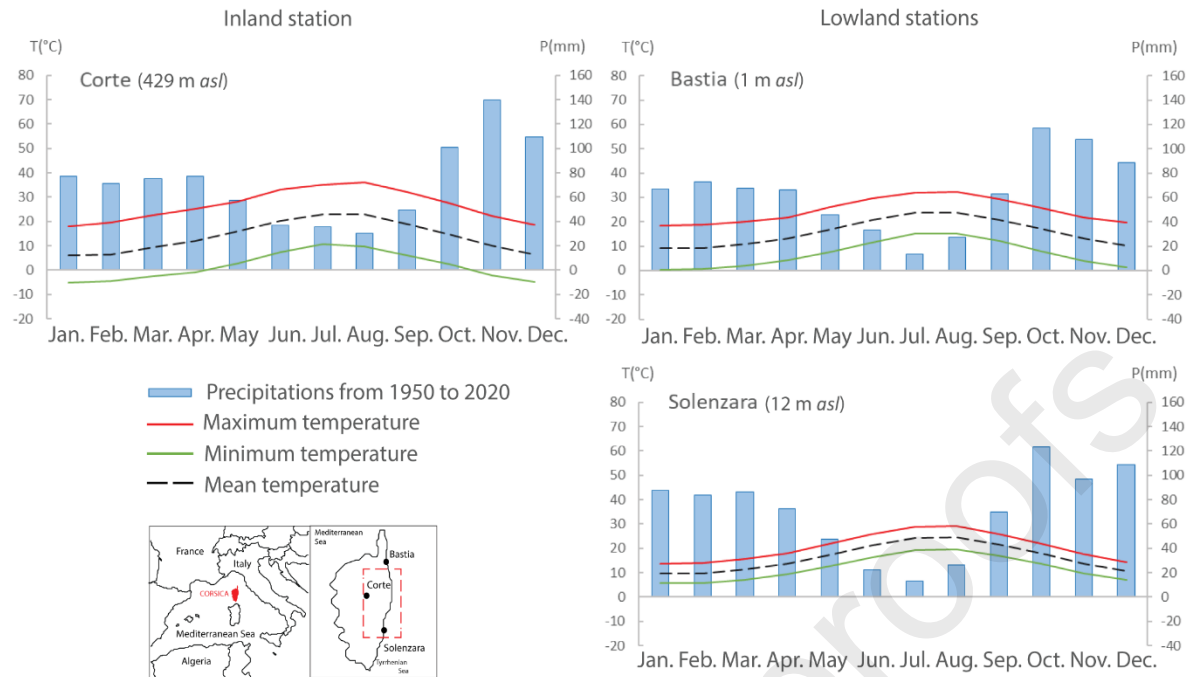 Inland station
Lowland stations
T(°C)
P(mm)
Corte (429 m asl)
80
70
60
50
40
30
20
10
0
-10
-20
160
140
120
100
80
60
40
20
0
-20
-40
Jan. Feb. Mar. Apr. May Jun. Jul. Aug. Sep. Oct. Nov. Dec.
T(°C)
P(mm)
Bastia (1 m asl)
80
70
60
50
40
30
20
10
0
-10
-20
160
140
120
100
80
60
40
20
0
-20
-40
Jan. Feb. Mar. Apr. May Jun. Jul. Aug. Sep. Oct. Nov. Dec.
Precipitations from 1950 to 2020
Maximum temperature
Minimum temperature
Mean temperature
France
Italy
CORSICA
Mediterranean Sea
Algeria
Mediterranean
Sea
Bastia
Corte
Solenzara
Tyrrhenian
Sea
T(°C)
P(mm)
Solenzara (12 m asl)
80
70
60
50
40
30
20
10
0
-10
-20
160
140
120
100
80
60
40
20
0
-20
-40
Jan. Feb. Mar. Apr. May Jun. Jul. Aug. Sep. Oct. Nov. Dec.
proofs